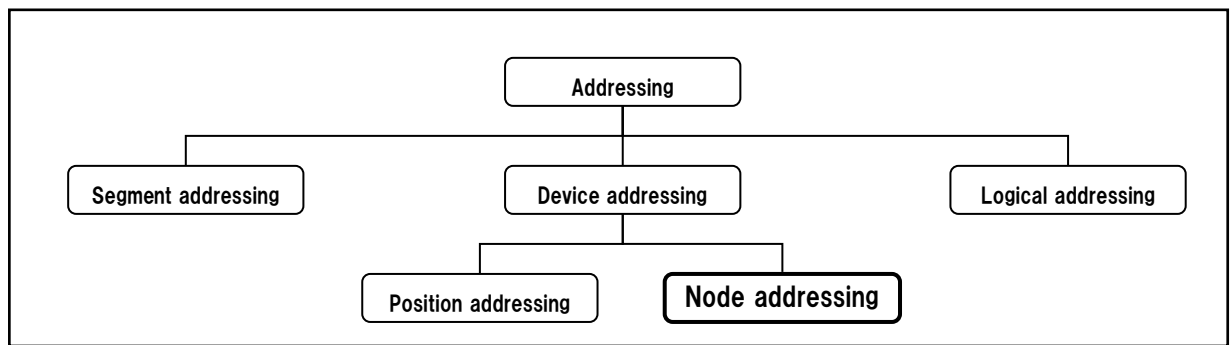 Addressing
Segment addressing
Device addressing
Logical addressing
Position addressing
Node addressing